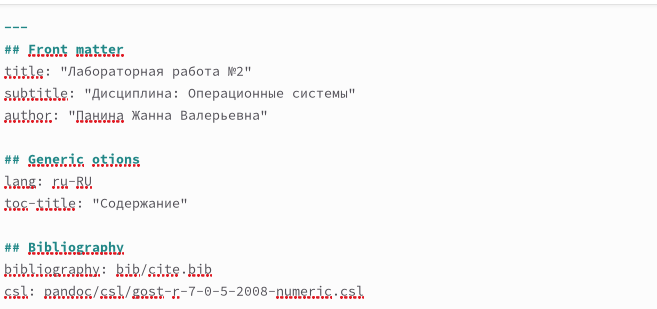 ---
## Front matter
title: "Лабораторная работа №2"
subtitle: "Дисциплина: Операционные системы"
author: "Панина Жанна Валерьевна"
## Generic otions
lang: ru-RU
toc-title: "Содержание"
## Bibliography
bibliography: bib/cite.bib
csl: pandoc/csl/gost-r-7-0-5-2008-numeric.csl